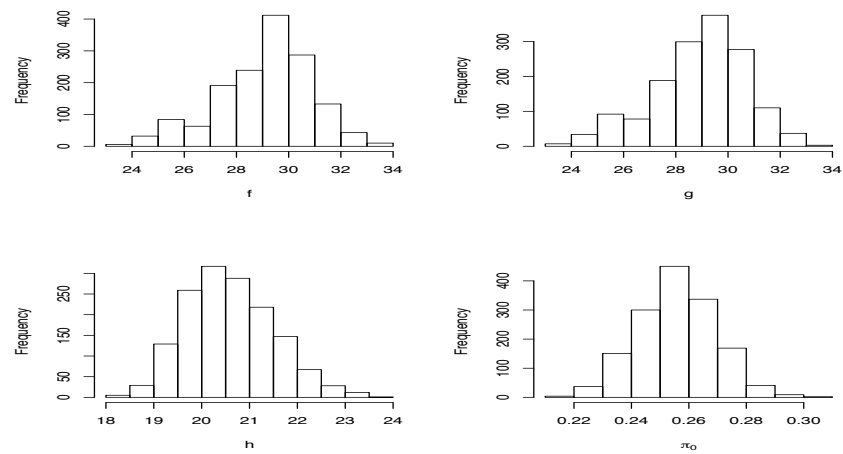 Frequency
0 100 200 300 400
24 26 28 30 32 34
f
Frequency
0 100 200 300
24 26 28 30 32 34
g
Frequency
0 50 150 250
18 19 20 21 22 23 24
h
Frequency
0 100 200 300 400
0.22 0.24 0.26 0.28 0.30
π₀